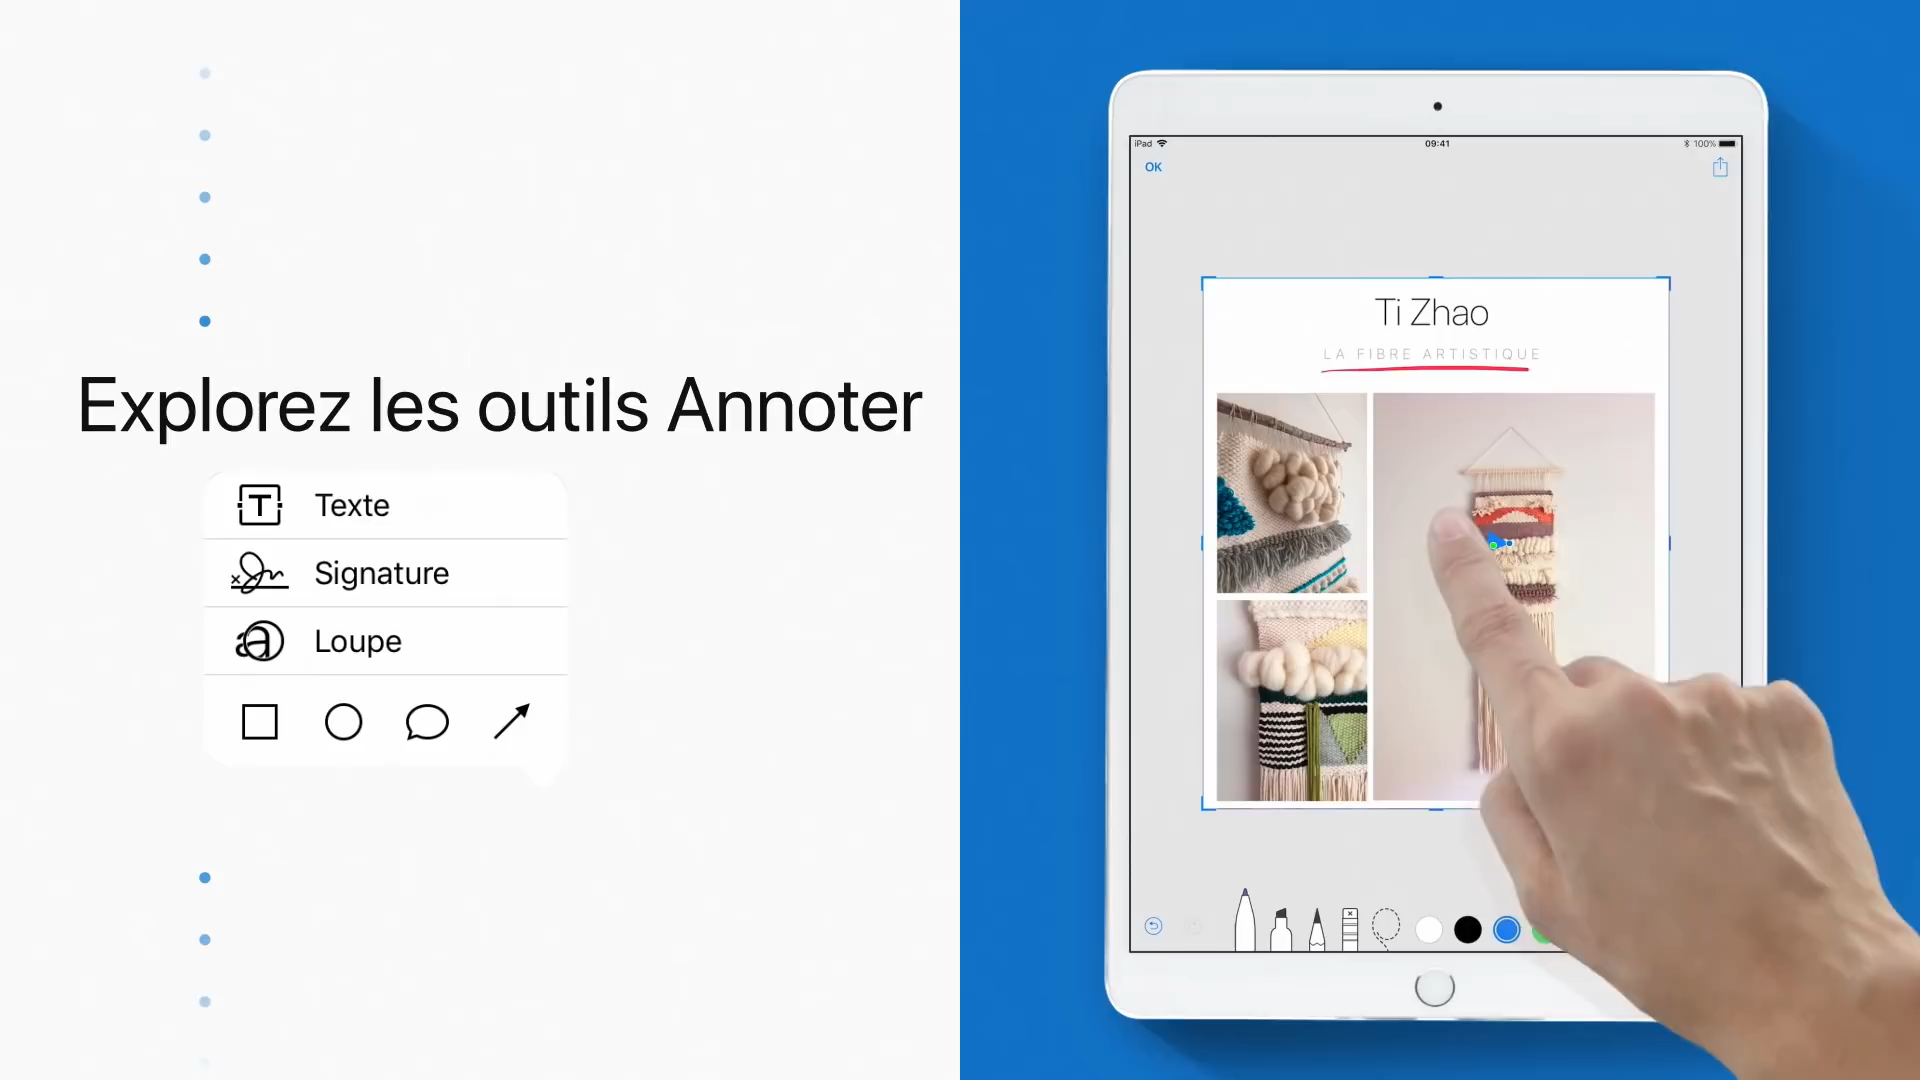 Explorez les outils Annoter
T Texte
Signature
a Loupe
iPad
09:41
100%
OK
Ti Zhao
LA FIBRE ARTISTIQUE